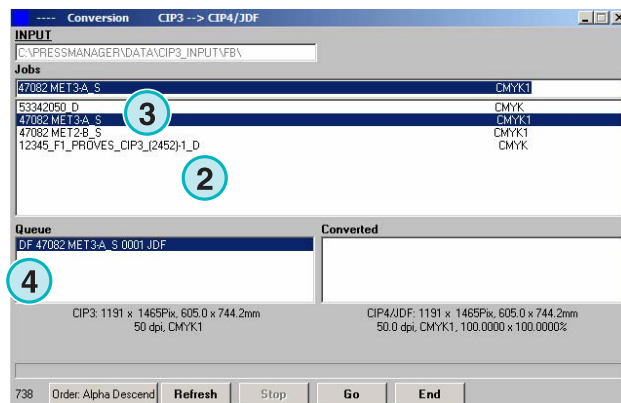 ---- Conversion CIP3 --> CIP4/JDF
INPUT
C:\PRESSMANAGER\DATA\CIP3_INPUT\FB\
Jobs
47082 MET3-A_S CMYK1
53342050_D CMYK
47082 MET3-A_S CMYK1
47082 MET2-B_S CMYK1
12345_F1_PROVES_CIP3_(2452)-1_D CMYK
3
2
Queue Converted
DF 47082 MET3-A_S 0001 JDF
4
CIP3: 1191 x 1465Pix, 605.0 x 744.2mm CIP4/JDF: 1191 x 1465Pix, 605.0 x 744.2mm
50 dpi, CMYK1 50.0 dpi, CMYK1, 100.0000 x 100.0000%
738 Order: Alpha Descend Refresh Stop Go End